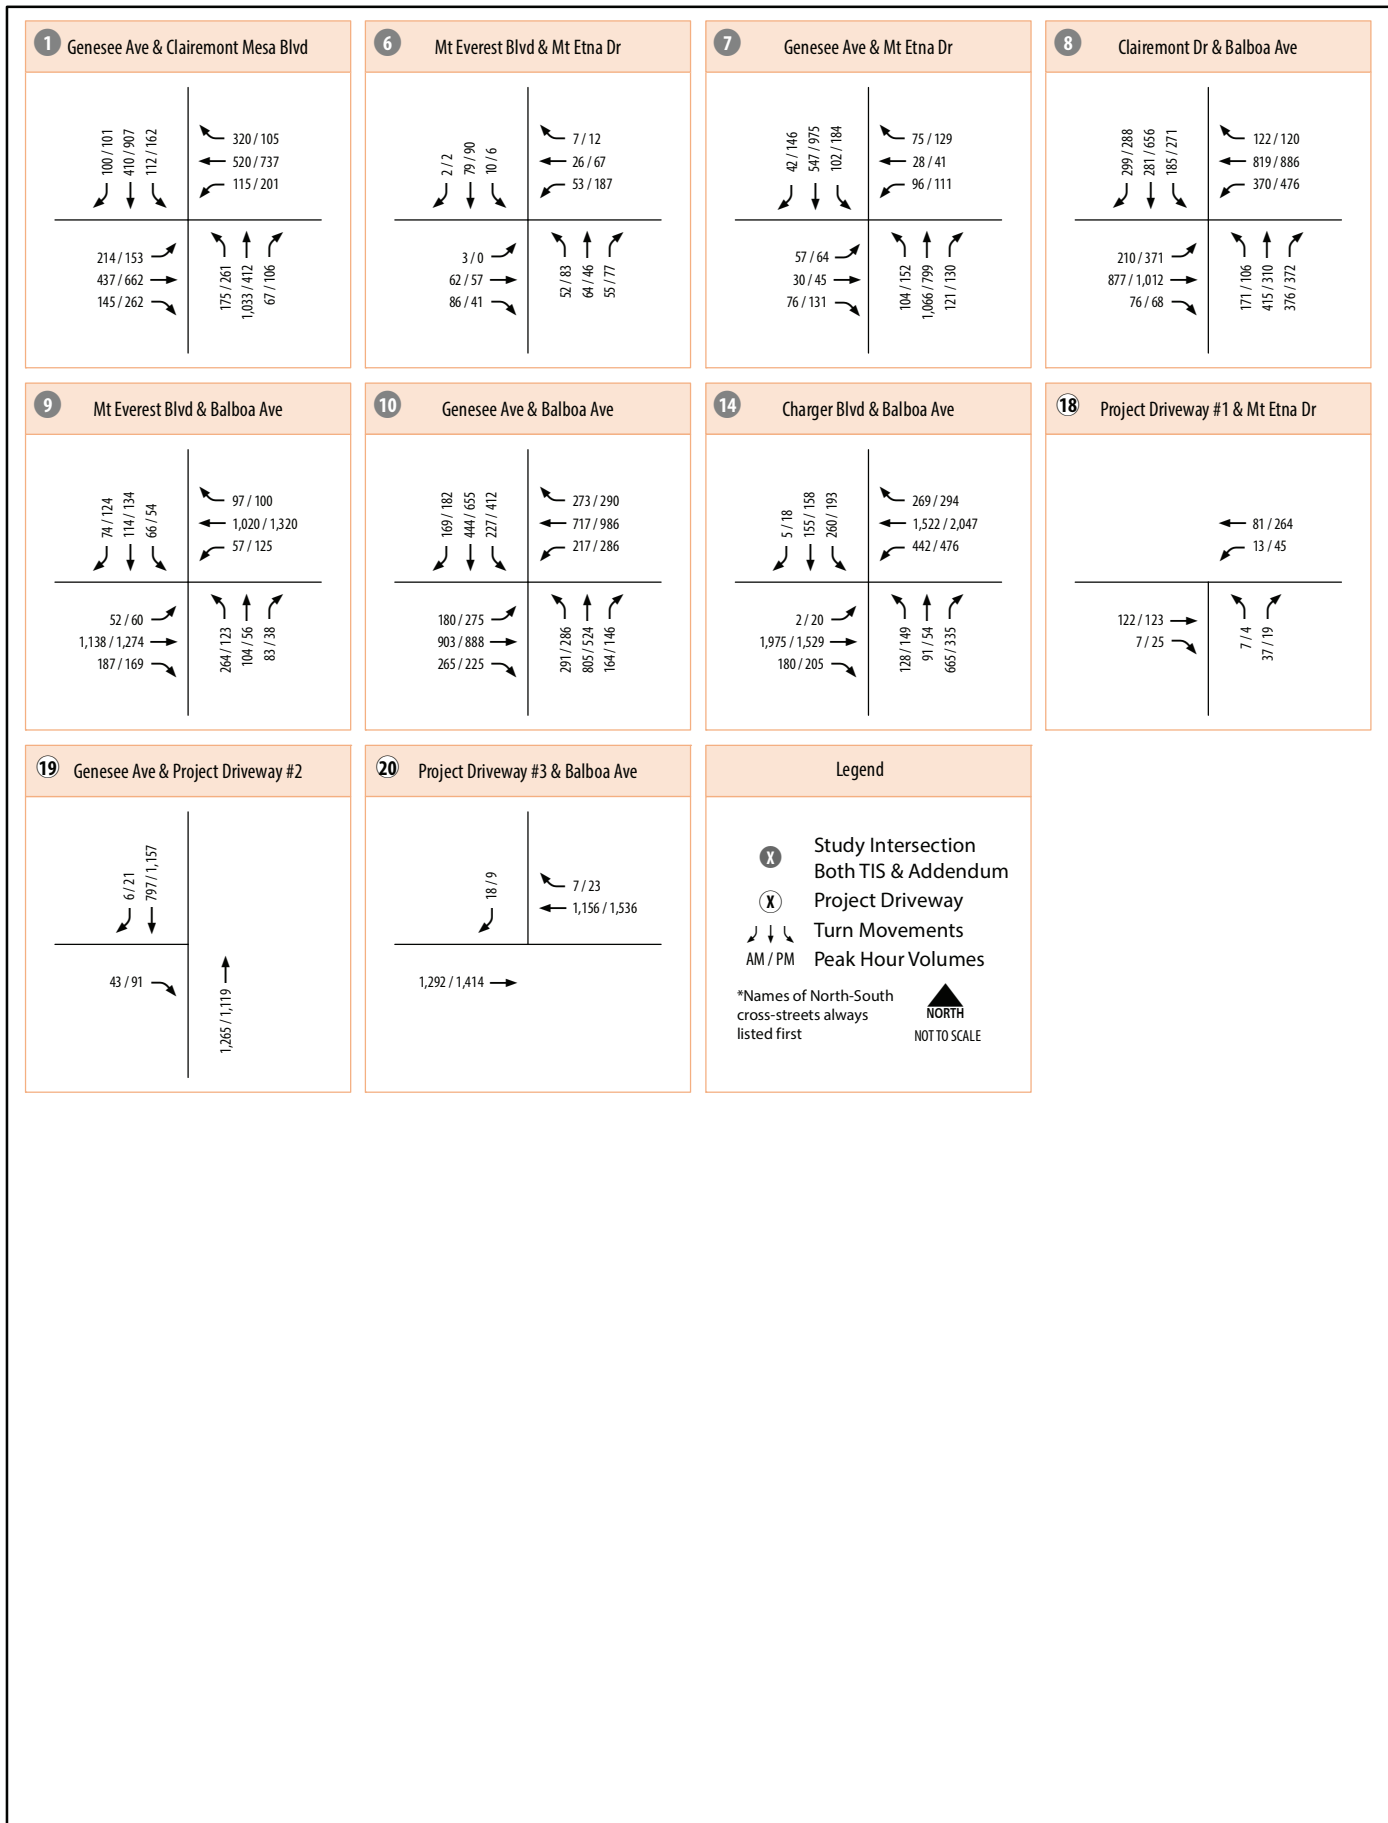 1 Genesee Ave & Clairemont Mesa Blvd
100 / 101
410 / 907
112 / 162
320 / 105
520 / 737
115 / 201
214 / 153
437 / 662
145 / 262
175 / 261
1,033 / 412
67 / 106
6 Mt Everest Blvd & Mt Etna Dr
2 / 2
79 / 90
10 / 6
7 / 12
26 / 67
53 / 187
3 / 0
62 / 57
86 / 41
52 / 83
64 / 46
55 / 77
7 Genesee Ave & Mt Etna Dr
42 / 146
547 / 975
102 / 184
75 / 129
28 / 41
96 / 111
57 / 64
30 / 45
76 / 131
104 / 152
1,066 / 799
121 / 130
8 Clairemont Dr & Balboa Ave
299 / 288
281 / 656
185 / 271
122 / 120
819 / 886
370 / 476
210 / 371
877 / 1,012
76 / 68
171 / 106
415 / 310
376 / 372
9 Mt Everest Blvd & Balboa Ave
74 / 124
114 / 134
66 / 54
97 / 100
1,020 / 1,320
57 / 125
52 / 60
1,138 / 1,274
187 / 169
264 / 123
104 / 56
83 / 38
10 Genesee Ave & Balboa Ave
169 / 182
444 / 655
227 / 412
273 / 290
717 / 986
217 / 286
180 / 275
903 / 888
265 / 225
291 / 286
805 / 524
164 / 146
14 Charger Blvd & Balboa Ave
5 / 18
155 / 158
260 / 193
269 / 294
1,522 / 2,047
442 / 476
2 / 20
1,975 / 1,529
180 / 205
128 / 149
91 / 54
665 / 335
18 Project Driveway #1 & Mt Etna Dr
81 / 264
13 / 45
122 / 123
7 / 25
7 / 4
37 / 19
19 Genesee Ave & Project Driveway #2
6 / 21
797 / 1,157
43 / 91
1,265 / 1,119
20 Project Driveway #3 & Balboa Ave
18 / 9
7 / 23
1,156 / 1,536
1,292 / 1,414
Legend
X Study Intersection
Both TIS & Addendum
X Project Driveway
Turn Movements
AM / PM Peak Hour Volumes
*Names of North-South
cross-streets always
listed first
NORTH
NOT TO SCALE